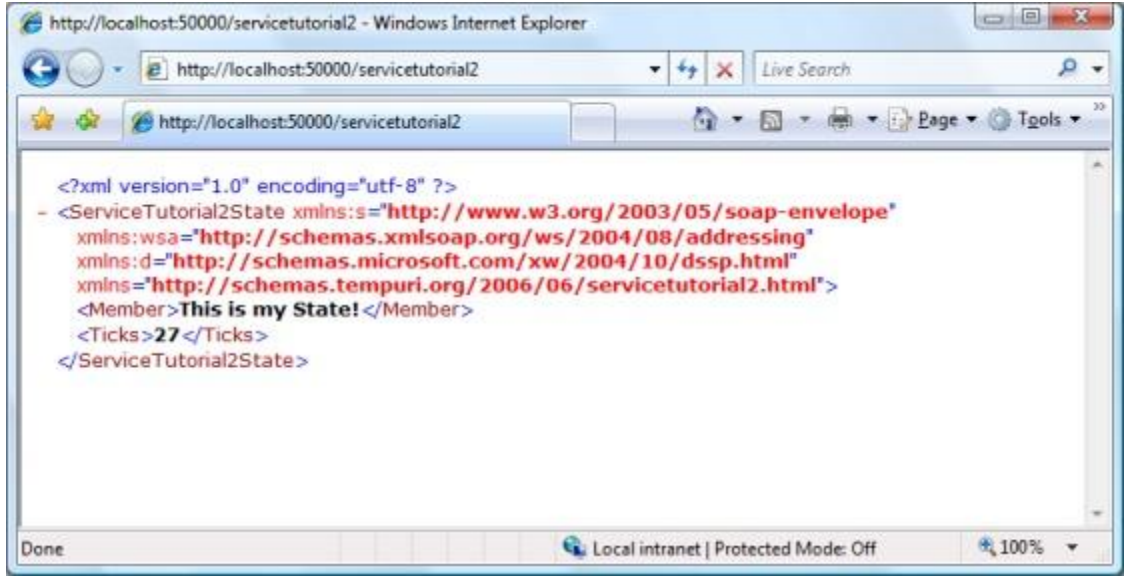 http://localhost:50000/servicetutorial2 - Windows Internet Explorer
http://localhost:50000/servicetutorial2
Live Search
http://localhost:50000/servicetutorial2
Page
Tools
<?xml version="1.0" encoding="utf-8" ?>
- <ServiceTutorial2State xmlns:s="http://www.w3.org/2003/05/soap-envelope"
xmlns:wsa="http://schemas.xmlsoap.org/ws/2004/08/addressing"
xmlns:d="http://schemas.microsoft.com/xw/2004/10/dssp.html"
xmlns="http://schemas.tempuri.org/2006/06/servicetutorial2.html">
<Member>This is my State!</Member>
<Ticks>27</Ticks>
</ServiceTutorial2State>
Done
Local intranet | Protected Mode: Off
100%